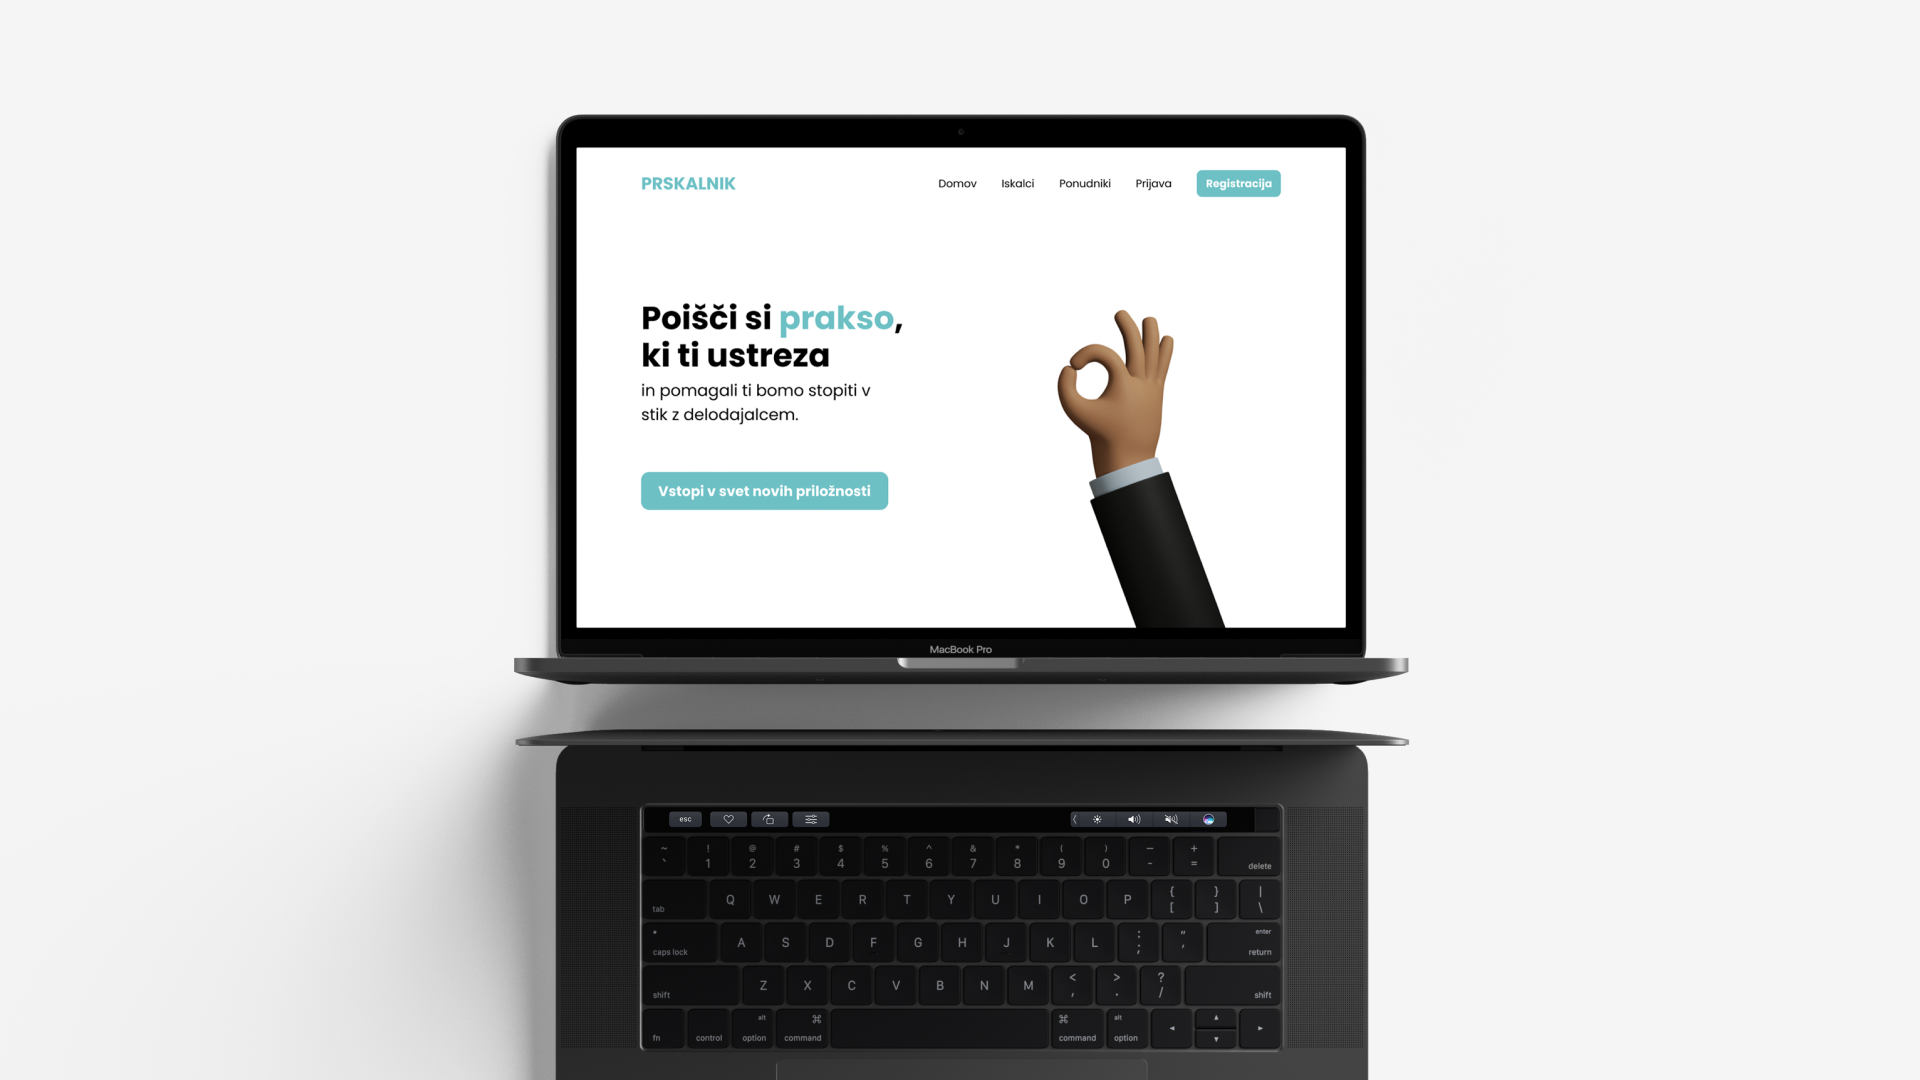 PRSKALNIK
Domov Iskalci Ponudniki Prijava Registracija
Poišči si prakso,
ki ti ustreza
in pomagali ti bomo stopiti v
stik z delodajalcem.
Vstopi v svet novih priložnosti
MacBook Pro
esc
~ ! @ # $ % ^ & * ( ) — +
` 1 2 3 4 5 6 7 8 9 0 - = delete
tab Q W E R T Y U I O P { [ } ] | \
caps lock A S D F G H J K L : ; " ' enter return
shift Z X C V B N M < , > . ? / shift
fn control alt option ⌘ command ⌘ command alt option